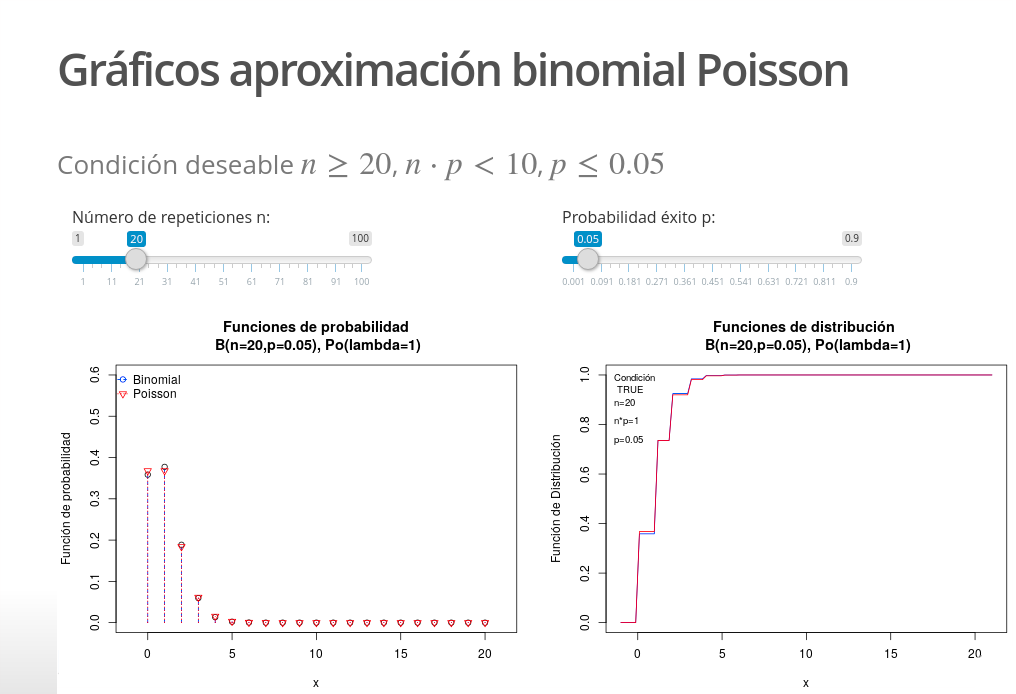 Gráficos aproximación binomial Poisson
Condición deseable n ≥ 20, n · p < 10, p ≤ 0.05
Número de repeticiones n:
1 20 100
1 11 21 31 41 51 61 71 81 91 100
Probabilidad éxito p:
0.05 0.9
0.001 0.091 0.181 0.271 0.361 0.451 0.541 0.631 0.721 0.811 0.9
Funciones de probabilidad
B(n=20,p=0.05), Po(lambda=1)
Binomial
Poisson
Función de probabilidad
0.6
0.5
0.4
0.3
0.2
0.1
0.0
0 5 10 15 20
x
Funciones de distribución
B(n=20,p=0.05), Po(lambda=1)
Condición
TRUE
n=20
n*p=1
p=0.05
Función de Distribución
1.0
0.8
0.6
0.4
0.2
0.0
0 5 10 15 20
x